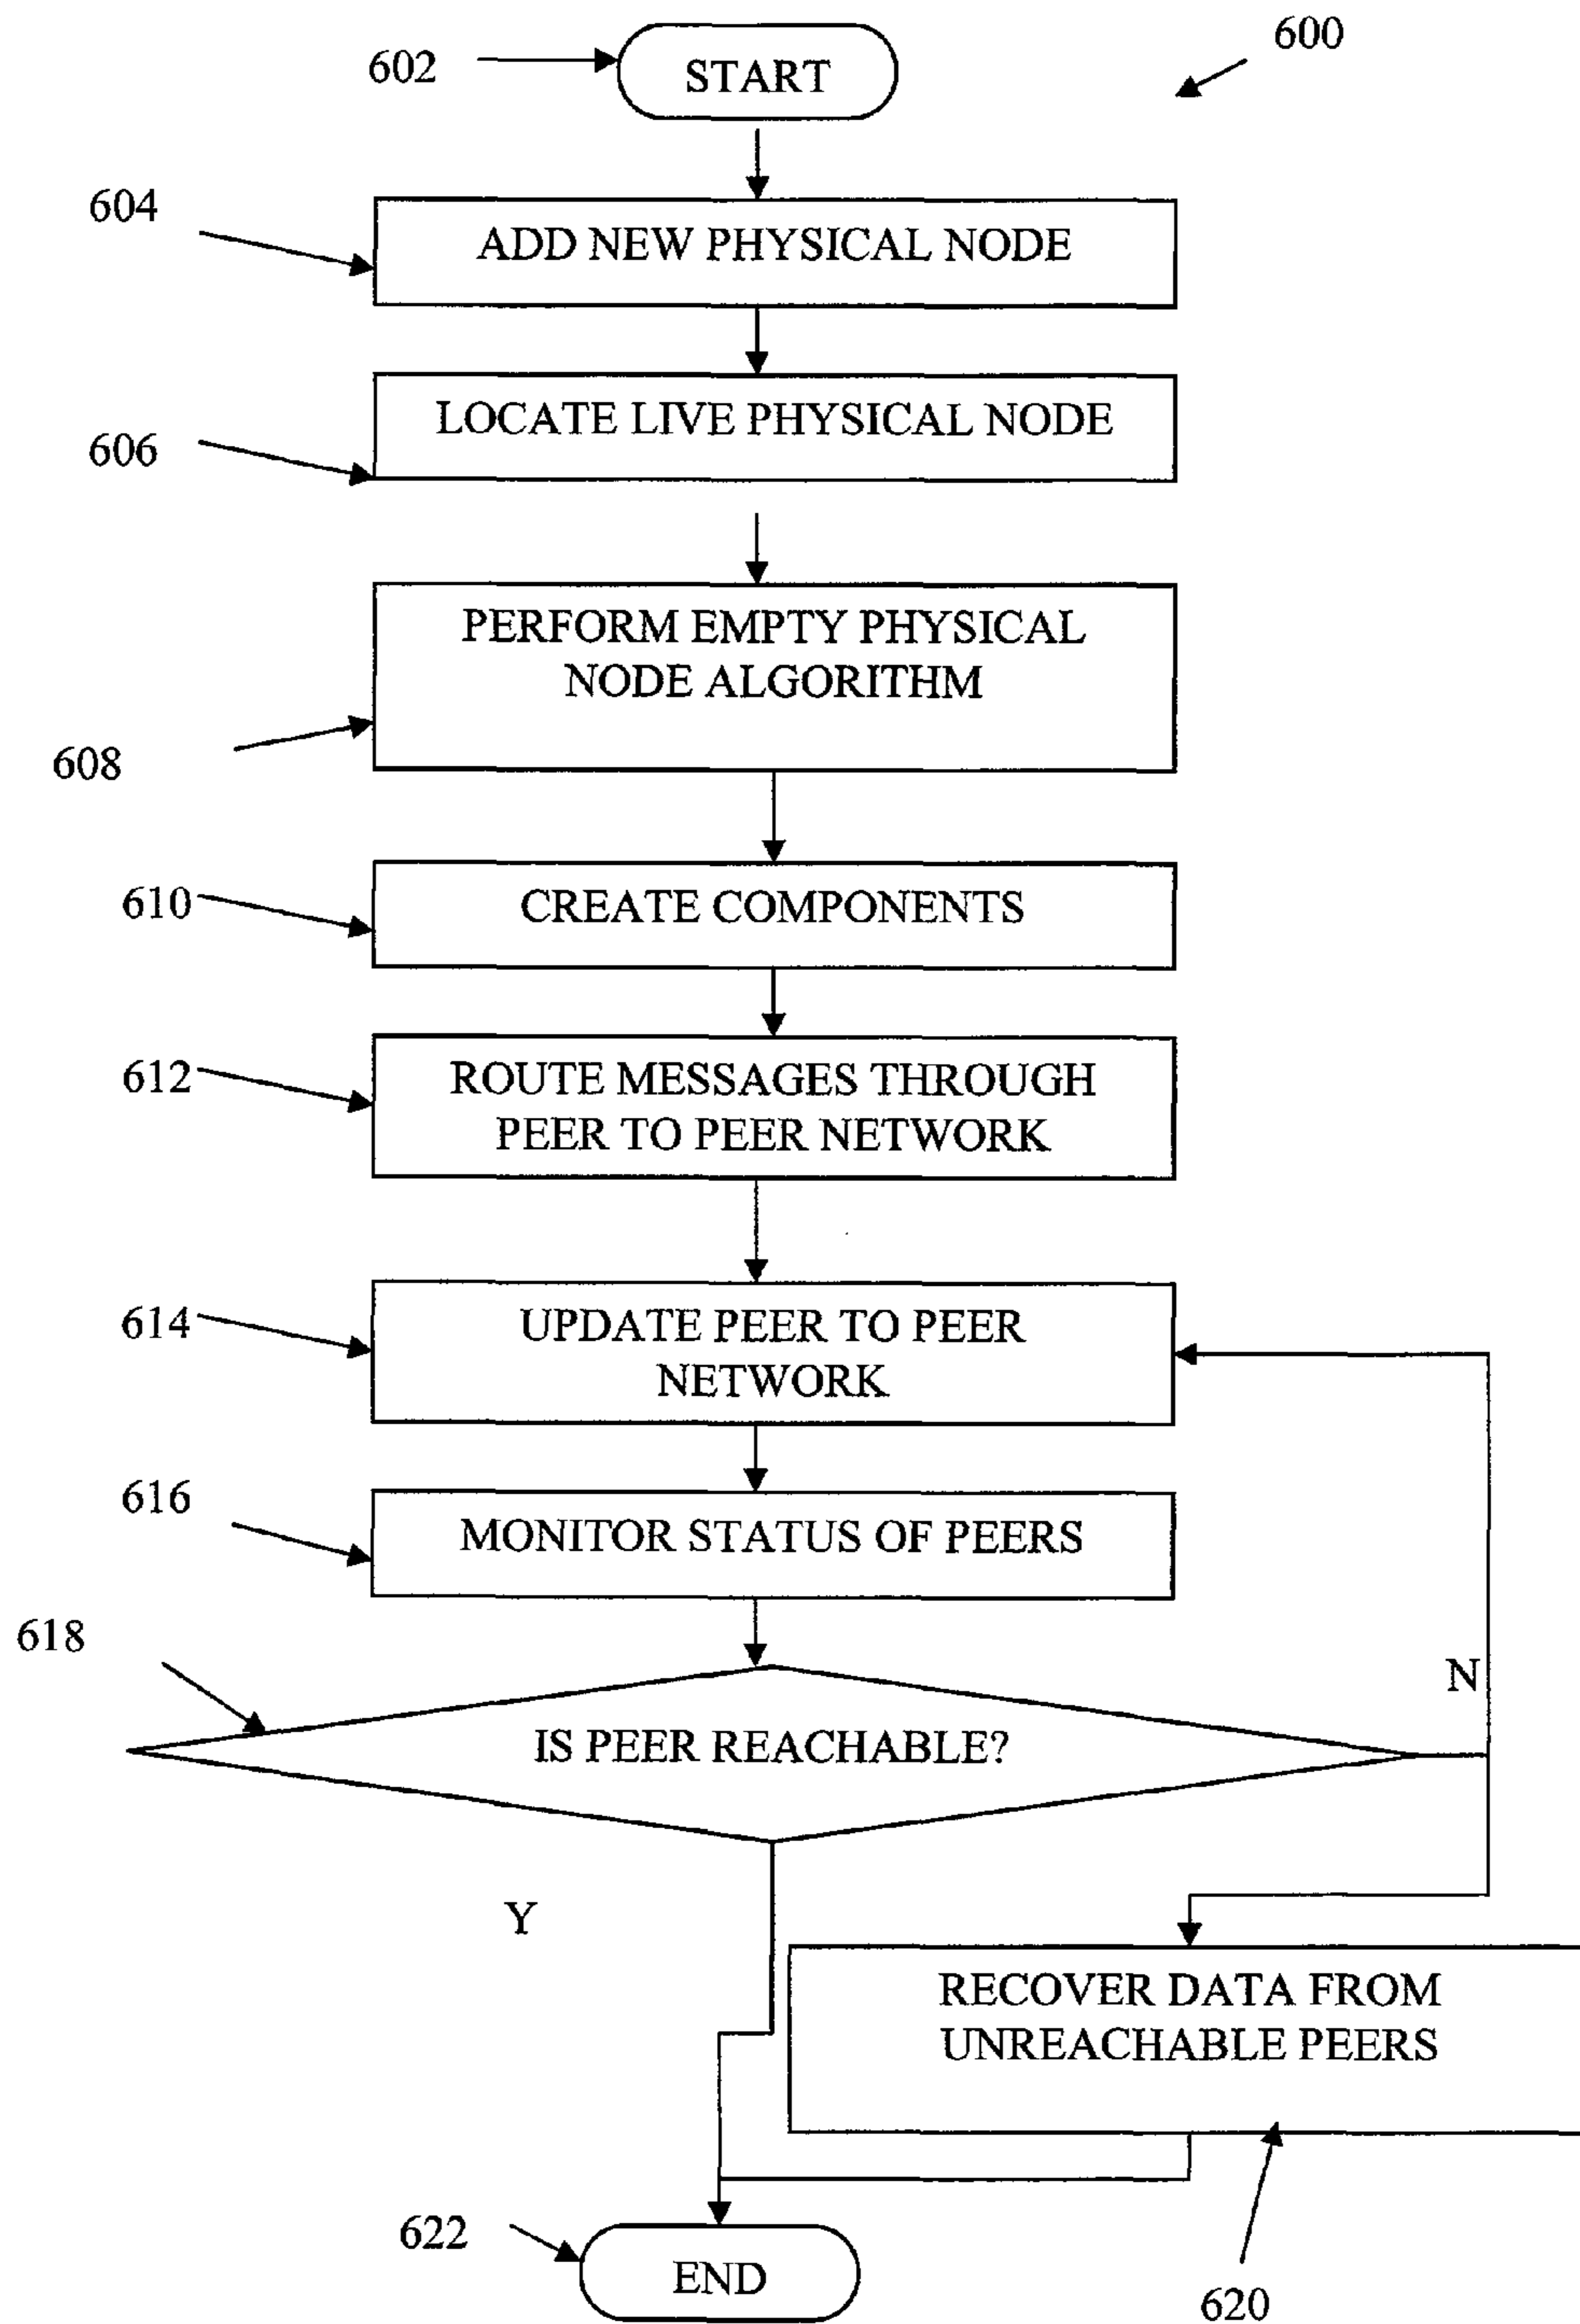 600
602
START
604
ADD NEW PHYSICAL NODE
606
LOCATE LIVE PHYSICAL NODE
608
PERFORM EMPTY PHYSICAL
NODE ALGORITHM
610
CREATE COMPONENTS
612
ROUTE MESSAGES THROUGH
PEER TO PEER NETWORK
614
UPDATE PEER TO PEER
NETWORK
616
MONITOR STATUS OF PEERS
618
IS PEER REACHABLE?
N
Y
RECOVER DATA FROM
UNREACHABLE PEERS
622
END
620